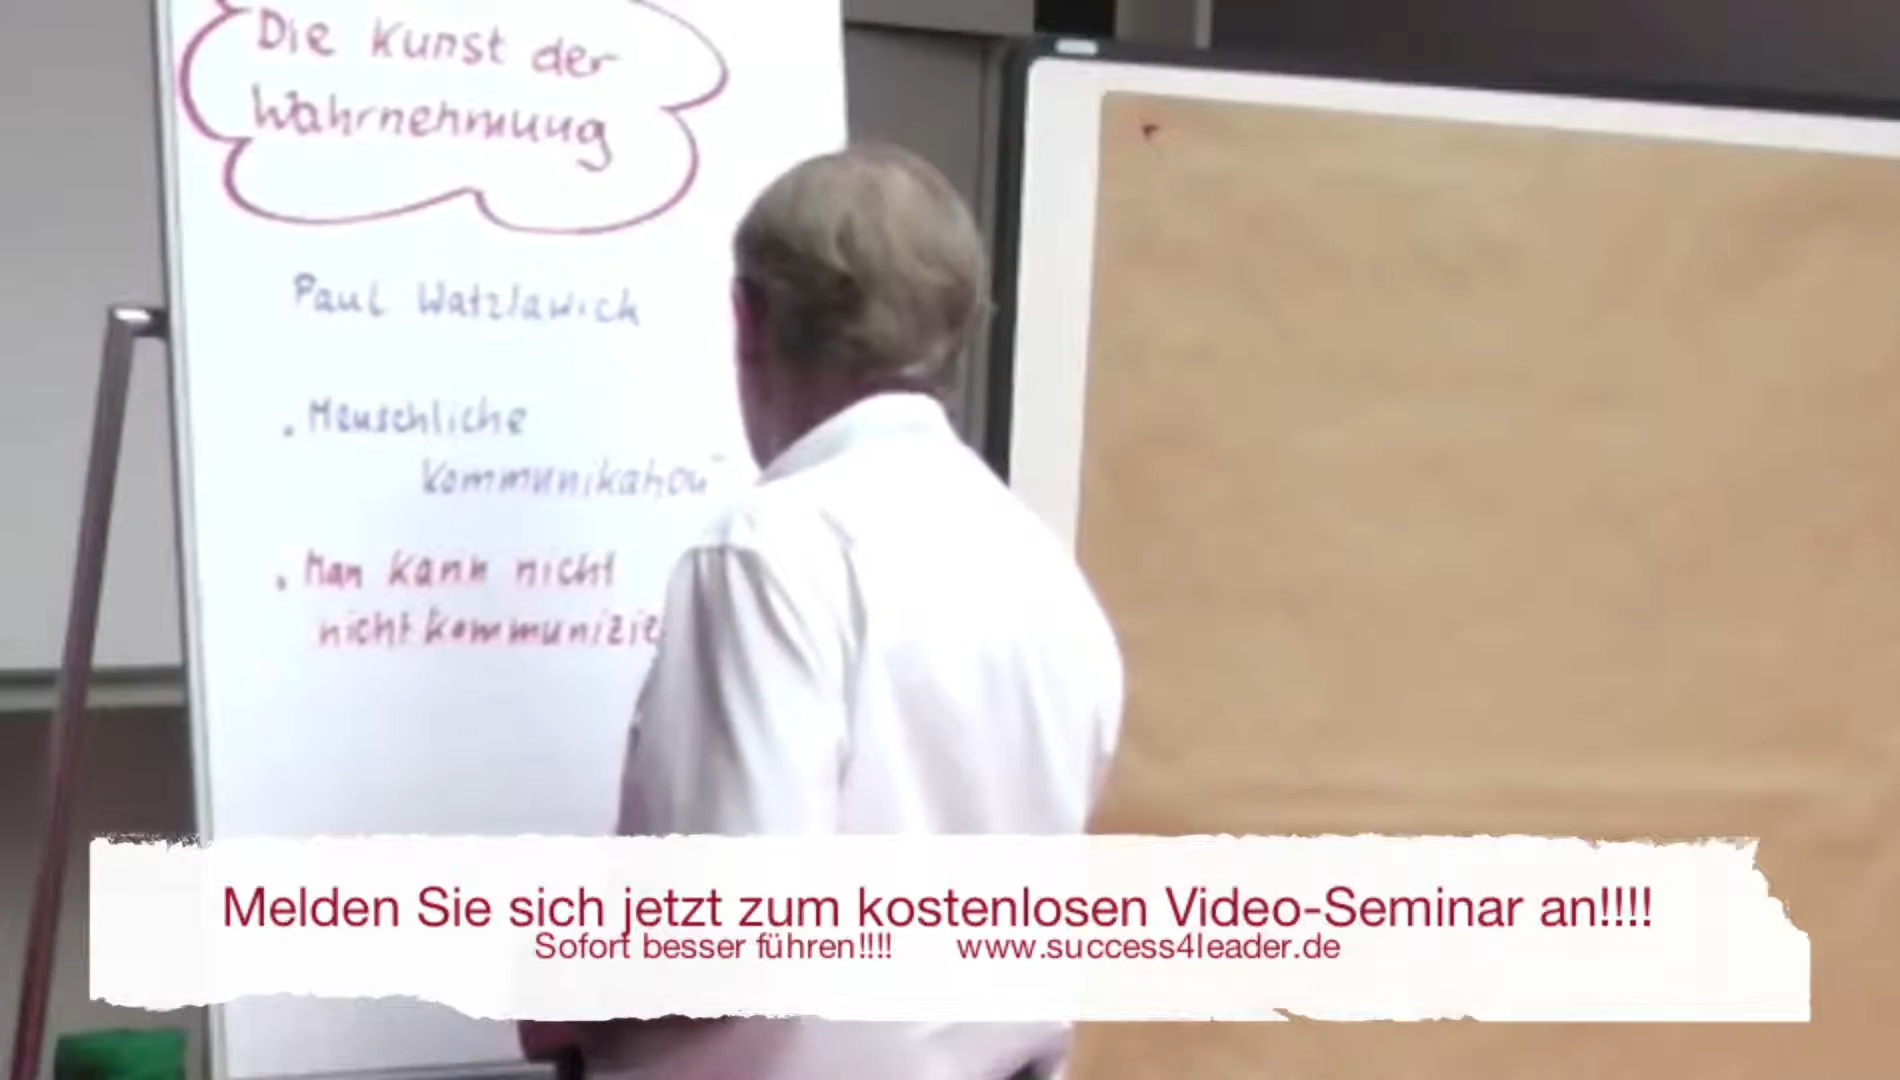 Die Kunst der
Wahrnehmung
Paul Watzlawick
. Menschliche
Kommunikation
. Man kann nicht
nicht kommunizie
Melden Sie sich jetzt zum kostenlosen Video-Seminar an!!!!
Sofort besser führen!!!! www.success4leader.de